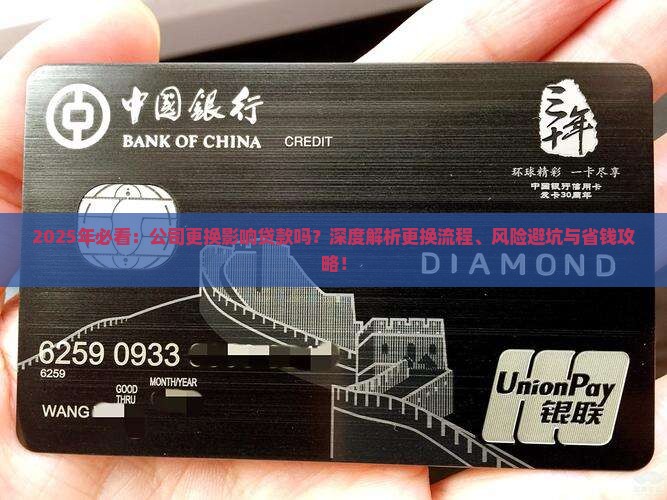 中國銀行
BANK OF CHINA
CREDIT
三十年
环球精彩 一卡尽享
中国银行信用卡
发卡30周年
2025年必看：公司更换影响贷款吗？深度解析更换流程、风险避坑与省钱攻
略！
DIAMOND
6259 0933
6259
GOOD
THRU
MONTH/YEAR
WANG
UnionPay
银联